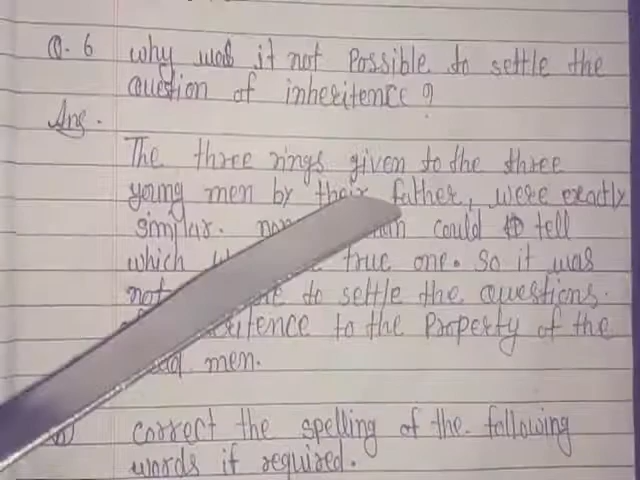 Q. 6 why was it not Possible to settle the
question of inheritence ?
Ans.
The three rings given to the three
young men by their father, were exactly
similar. could to tell
which true one. So it was
not to settle the questions.
to the Property of the
men.
correct the spelling of the following
words if required.